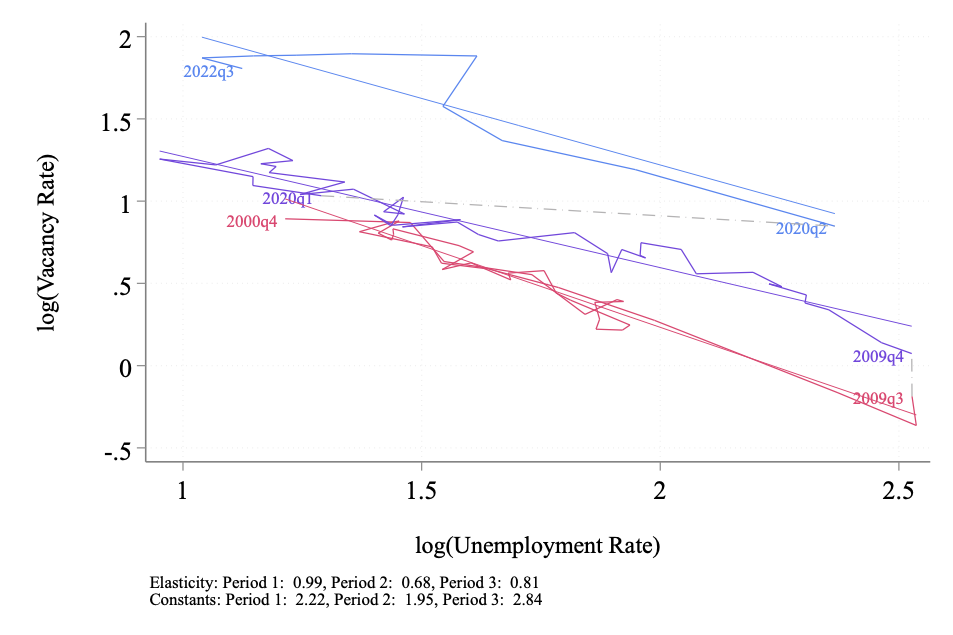 2
1.5
1
.5
0
-.5
log(Vacancy Rate)
2022q3
2020q1
2000q4
2020q2
2009q4
2009q3
1 1.5 2 2.5
log(Unemployment Rate)
Elasticity: Period 1:  0.99, Period 2:  0.68, Period 3:  0.81
Constants: Period 1:  2.22, Period 2:  1.95, Period 3:  2.84